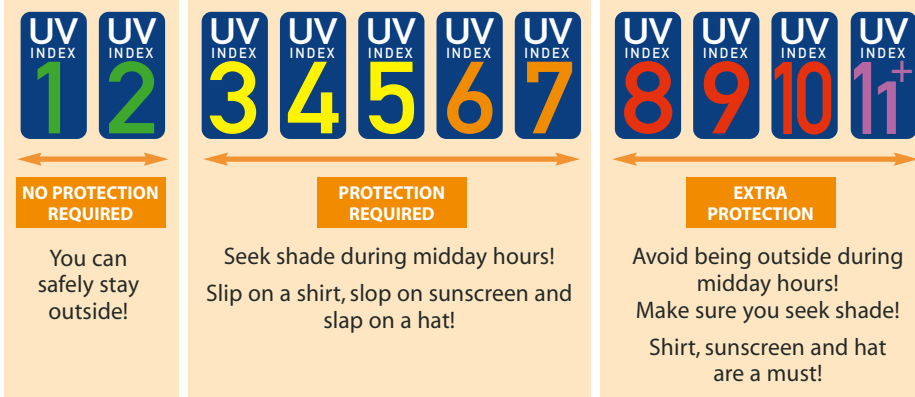 UV
INDEX
1
UV
INDEX
2
NO PROTECTION
REQUIRED
You can
safely stay
outside!
UV
INDEX
3
UV
INDEX
4
UV
INDEX
5
UV
INDEX
6
UV
INDEX
7
PROTECTION
REQUIRED
Seek shade during midday hours!
Slip on a shirt, slop on sunscreen and
slap on a hat!
UV
INDEX
8
UV
INDEX
9
UV
INDEX
10
UV
INDEX
11+
EXTRA
PROTECTION
Avoid being outside during
midday hours!
Make sure you seek shade!
Shirt, sunscreen and hat
are a must!